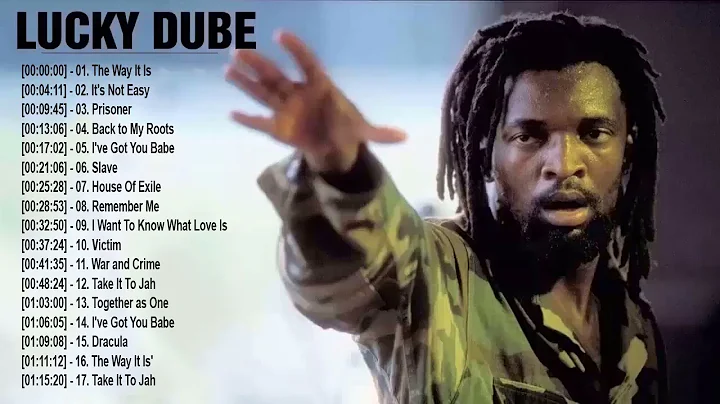 LUCKY DUBE
[00:00:00] - 01. The Way It Is
[00:04:11] - 02. It's Not Easy
[00:09:45] - 03. Prisoner
[00:13:06] - 04. Back to My Roots
[00:17:02] - 05. I've Got You Babe
[00:21:06] - 06. Slave
[00:25:28] - 07. House Of Exile
[00:28:53] - 08. Remember Me
[00:32:50] - 09. I Want To Know What Love Is
[00:37:24] - 10. Victim
[00:41:35] - 11. War and Crime
[00:48:24] - 12. Take It To Jah
[01:03:00] - 13. Together as One
[01:06:05] - 14. I've Got You Babe
[01:09:08] - 15. Dracula
[01:11:12] - 16. The Way It Is'
[01:15:20] - 17. Take It To Jah